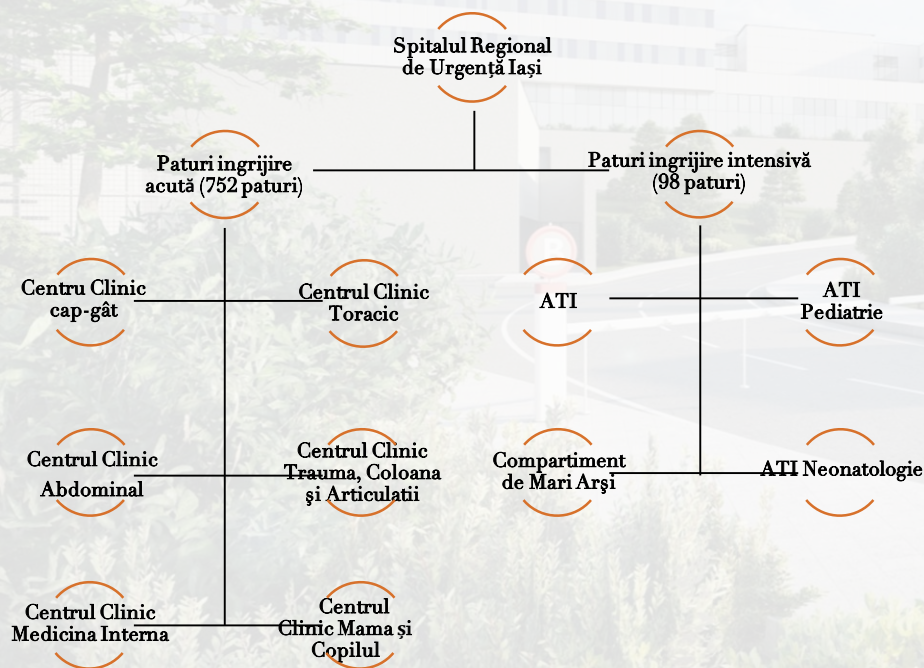 Spitalul Regional
de Urgență Iași
Paturi ingrijire
acută (752 paturi)
Paturi ingrijire intensivă
(98 paturi)
Centru Clinic
cap-gât
Centrul Clinic
Toracic
ATI
ATI
Pediatrie
Centrul Clinic
Abdominal
Centrul Clinic
Trauma, Coloana
și Articulatii
Compartiment
de Mari Arși
ATI Neonatologie
Centrul Clinic
Medicina Interna
Centrul
Clinic Mama și
Copilul